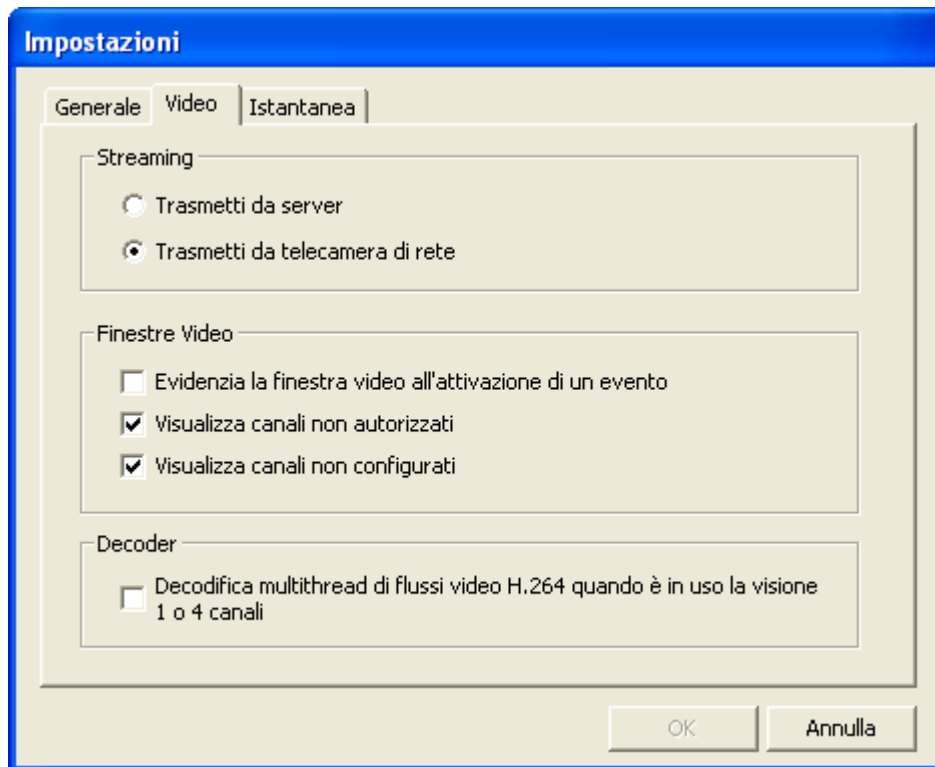 Impostazioni
Generale Video Istantanea
Streaming
Trasmetti da server
Trasmetti da telecamera di rete
Finestre Video
Evidenzia la finestra video all'attivazione di un evento
Visualizza canali non autorizzati
Visualizza canali non configurati
Decoder
Decodifica multithread di flussi video H.264 quando è in uso la visione
1 o 4 canali
OK Annulla